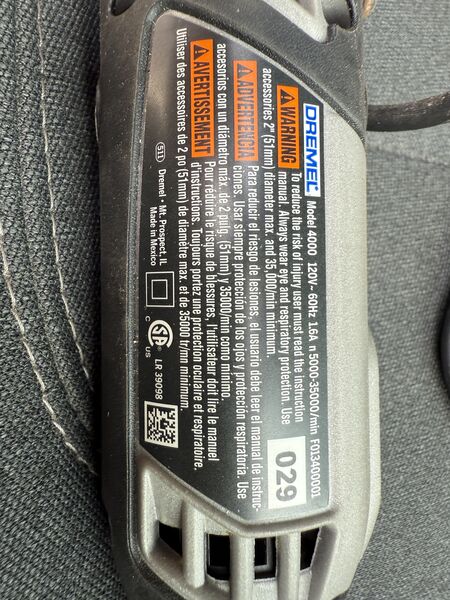 DREMEL® Model 4000 120V~ 60Hz 1.6A n 5000-35000/min F013400001
WARNING To reduce the risk of injury user must read the instruction
manual. Always wear eye and respiratory protection. Use
accessories 2" (51mm) diameter max. and 35,000/min minimum.
ADVERTENCIA Para reducir el riesgo de lesiones, el usuario debe leer el manual de instruc-
ciones. Usar siempre protección de los ojos y protección respiratoria. Use
accesorios con un diámetro máx. de 2 pulg. (51mm) y 35000/min como mínimo.
AVERTISSEMENT Pour réduire le risque de blessures, l'utilisateur dont lire le manuel
d'instructions. Toujours portez une protection oculaire et respiratoire.
Utiliser des accessoires de 2 po (51mm) de diamètre max. et de 35000 tr/mn minimum.
029
(511) Dremel • Mt. Prospect, IL
Made in Mexico
C US
LR 39098